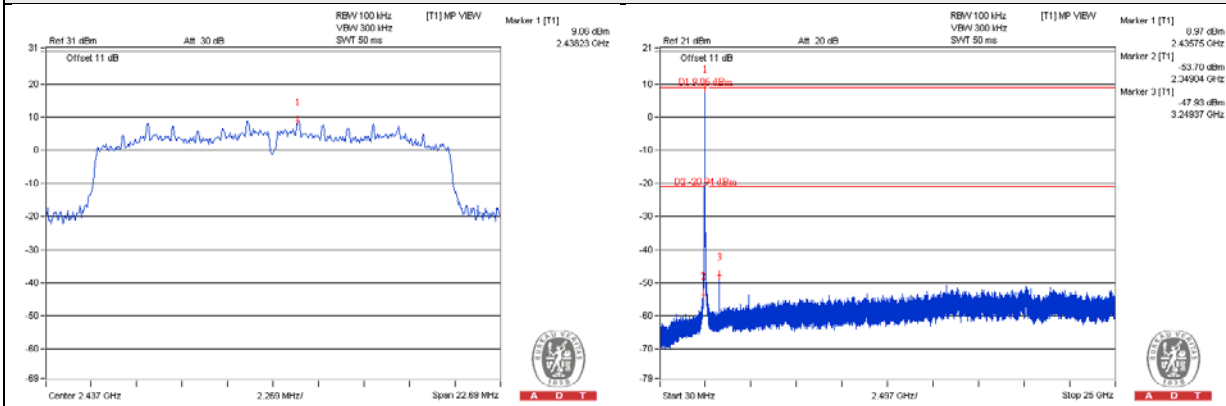 RBW 100 kHz
[T1] MP VIEW
VBW 300 kHz
Marker 1 [T1]
Ref 31 dBm
Att 30 dB
SWT 50 ms
9.06 dBm
2.43823 GHz
31
Offset 11 dB
20
1
10
0
-10
-20
-30
-40
-50
-60
-69
Center 2.437 GHz
2.269 MHz/
Span 22.69 MHz
BUREAU VERITAS
1828
A D T
RBW 100 kHz
[T1] MP VIEW
VBW 300 kHz
Marker 1 [T1]
Ref 21 dBm
Att 20 dB
SWT 50 ms
8.97 dBm
2.43575 GHz
Marker 2 [T1]
-53.70 dBm
2.34904 GHz
Marker 3 [T1]
-47.93 dBm
3.24937 GHz
21
Offset 11 dB
1
D1 9.06 dBm
10
0
-10
D2 -20.94 dBm
-20
-30
-40
3
2
-50
-60
-70
-79
Start 30 MHz
2.497 GHz/
Stop 25 GHz
BUREAU VERITAS
1828
A D T